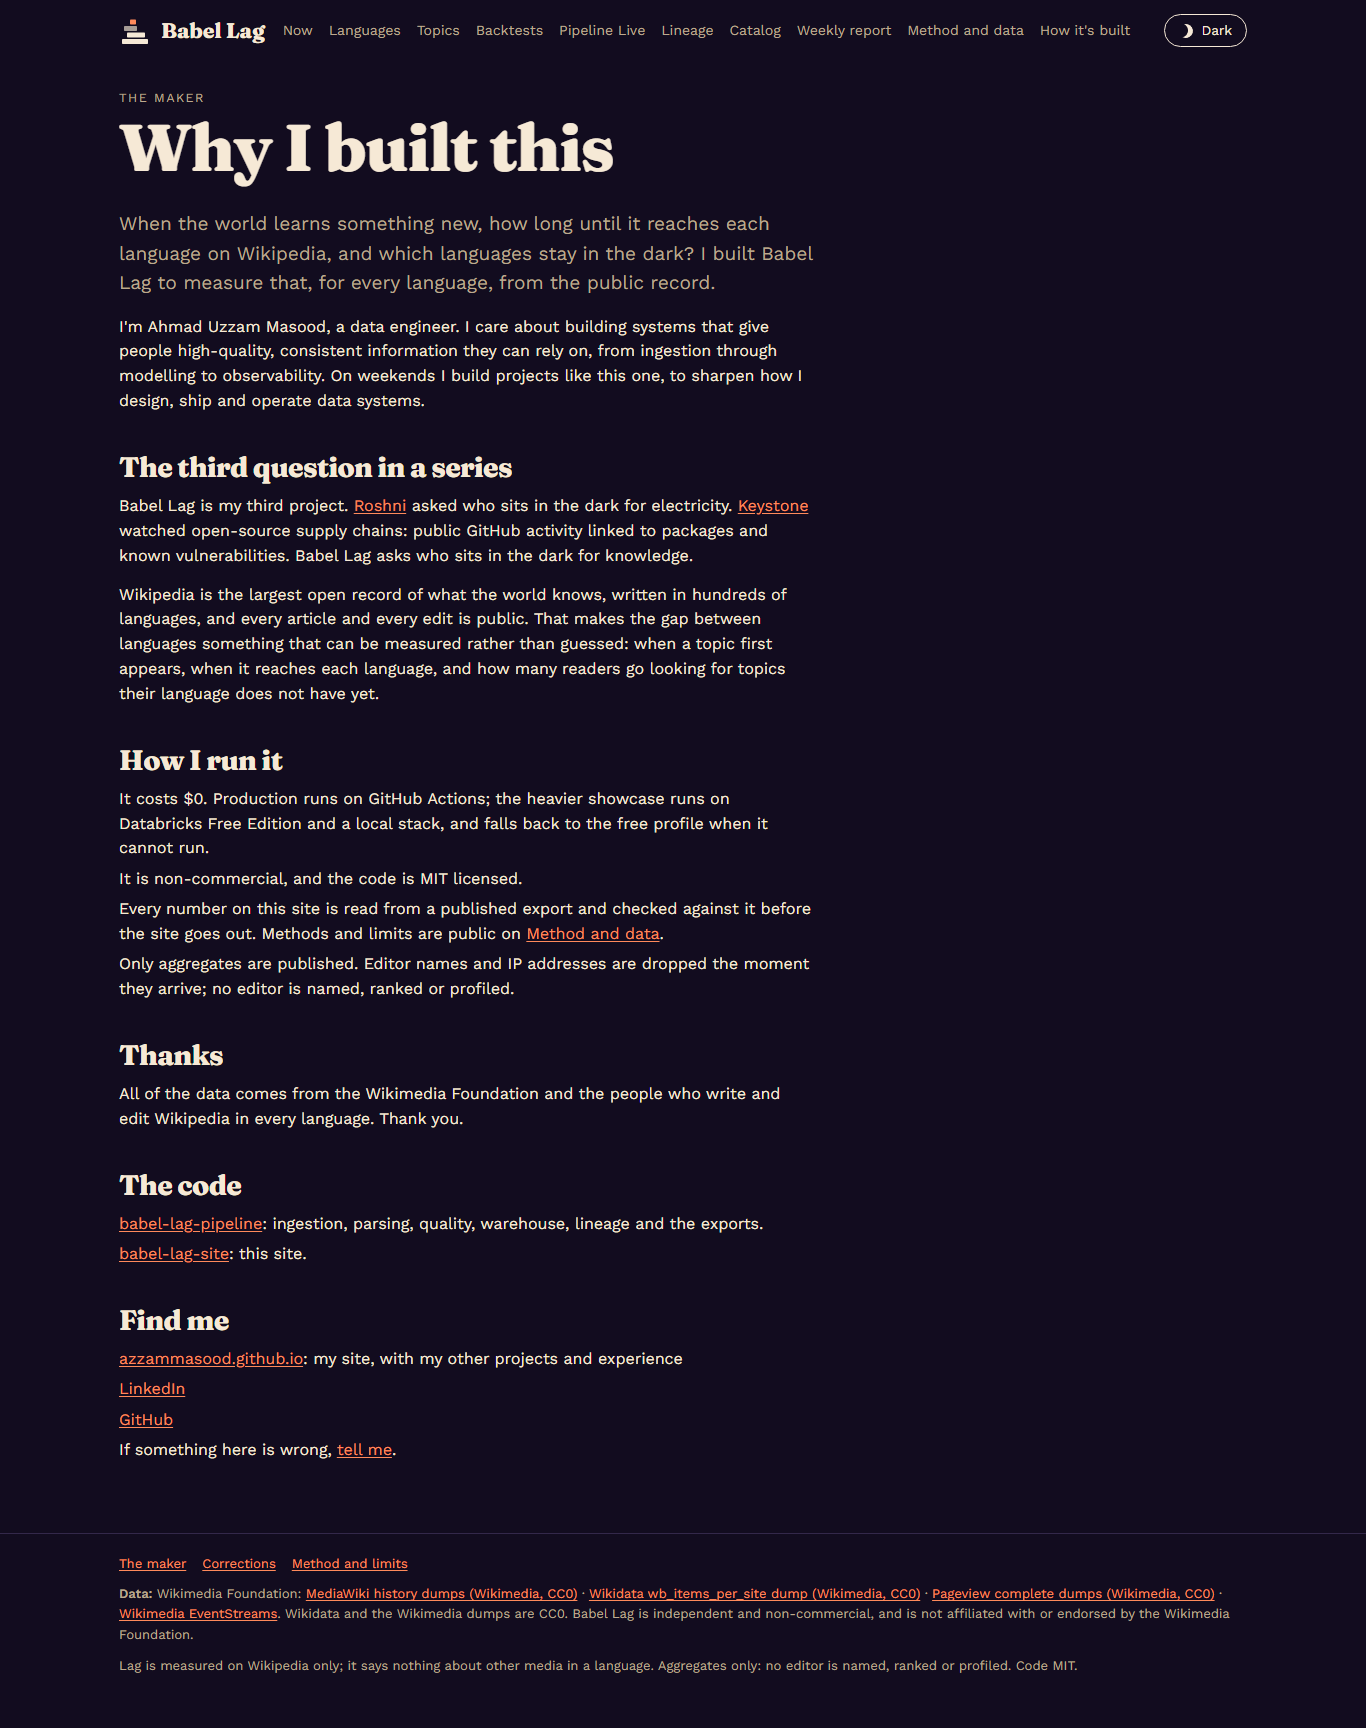 Babel Lag Now Languages Topics Backtests Pipeline Live Lineage Catalog Weekly report Method and data How it's built Dark
THE MAKER
Why I built this
When the world learns something new, how long until it reaches each
language on Wikipedia, and which languages stay in the dark? I built Babel
Lag to measure that, for every language, from the public record.
I'm Ahmad Uzzam Masood, a data engineer. I care about building systems that give
people high-quality, consistent information they can rely on, from ingestion through
modelling to observability. On weekends I build projects like this one, to sharpen how I
design, ship and operate data systems.
The third question in a series
Babel Lag is my third project. Roshni asked who sits in the dark for electricity. Keystone
watched open-source supply chains: public GitHub activity linked to packages and
known vulnerabilities. Babel Lag asks who sits in the dark for knowledge.
Wikipedia is the largest open record of what the world knows, written in hundreds of
languages, and every article and every edit is public. That makes the gap between
languages something that can be measured rather than guessed: when a topic first
appears, when it reaches each language, and how many readers go looking for topics
their language does not have yet.
How I run it
It costs $0. Production runs on GitHub Actions; the heavier showcase runs on
Databricks Free Edition and a local stack, and falls back to the free profile when it
cannot run.
It is non-commercial, and the code is MIT licensed.
Every number on this site is read from a published export and checked against it before
the site goes out. Methods and limits are public on Method and data.
Only aggregates are published. Editor names and IP addresses are dropped the moment
they arrive; no editor is named, ranked or profiled.
Thanks
All of the data comes from the Wikimedia Foundation and the people who write and
edit Wikipedia in every language. Thank you.
The code
babel-lag-pipeline: ingestion, parsing, quality, warehouse, lineage and the exports.
babel-lag-site: this site.
Find me
azzammasood.github.io: my site, with my other projects and experience
LinkedIn
GitHub
If something here is wrong, tell me.
The maker Corrections Method and limits
Data: Wikimedia Foundation: MediaWiki history dumps (Wikimedia, CC0) · Wikidata wb_items_per_site dump (Wikimedia, CC0) · Pageview complete dumps (Wikimedia, CC0) ·
Wikimedia EventStreams. Wikidata and the Wikimedia dumps are CC0. Babel Lag is independent and non-commercial, and is not affiliated with or endorsed by the Wikimedia
Foundation.
Lag is measured on Wikipedia only; it says nothing about other media in a language. Aggregates only: no editor is named, ranked or profiled. Code MIT.